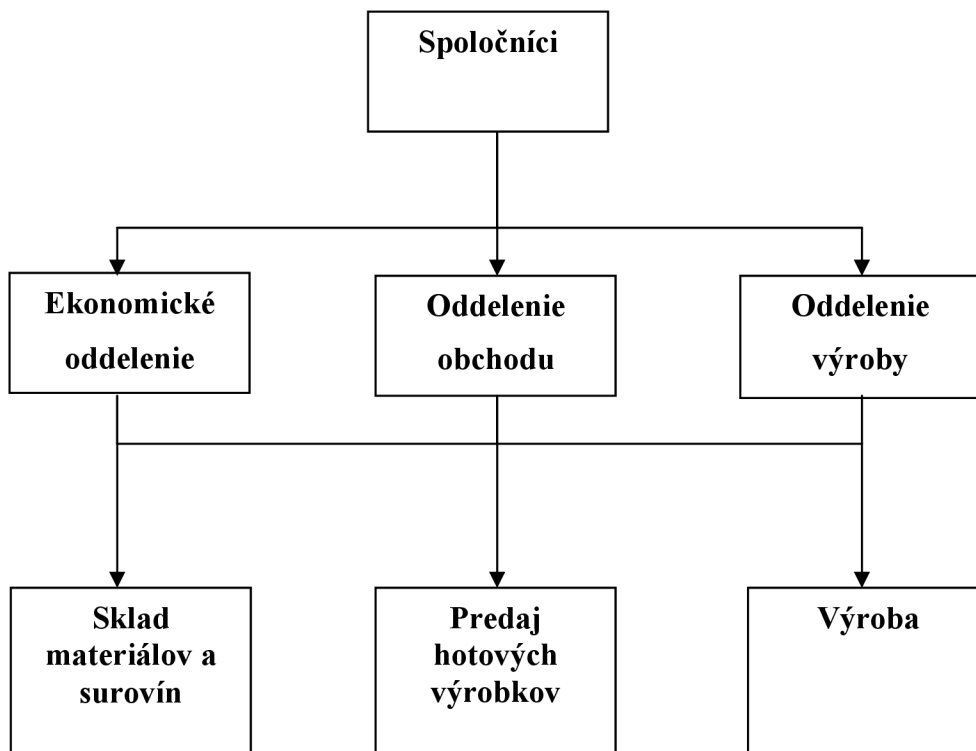 Spoločníci
Ekonomické
oddelenie
Oddelenie
obchodu
Oddelenie
výroby
Sklad
materiálov a
surovín
Predaj
hotových
výrobkov
Výroba